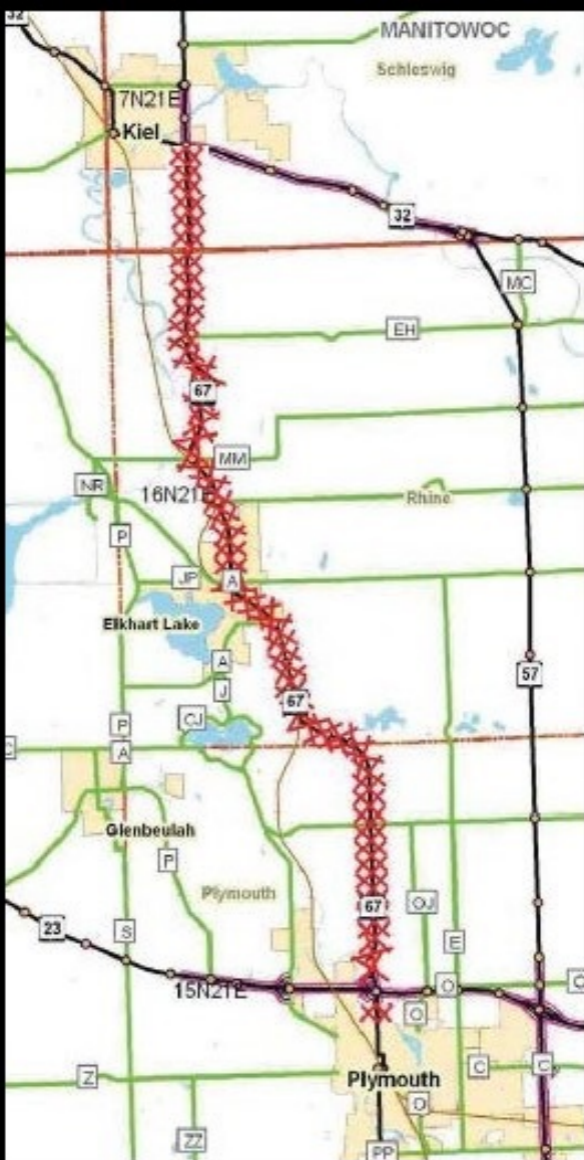 32
MANITOWOC
Schleswig
7N21E
Kiel
32
MC
EH
67
MM
NR
16N21E
Rhine
P
JP
A
Elkhart Lake
A
57
J
67
CJ
P
A
Glenbeulah
P
Plymouth
67
OJ
23
S
E
15N21E
O
O
O
Z
Plymouth
C
C
O
ZZ
PP